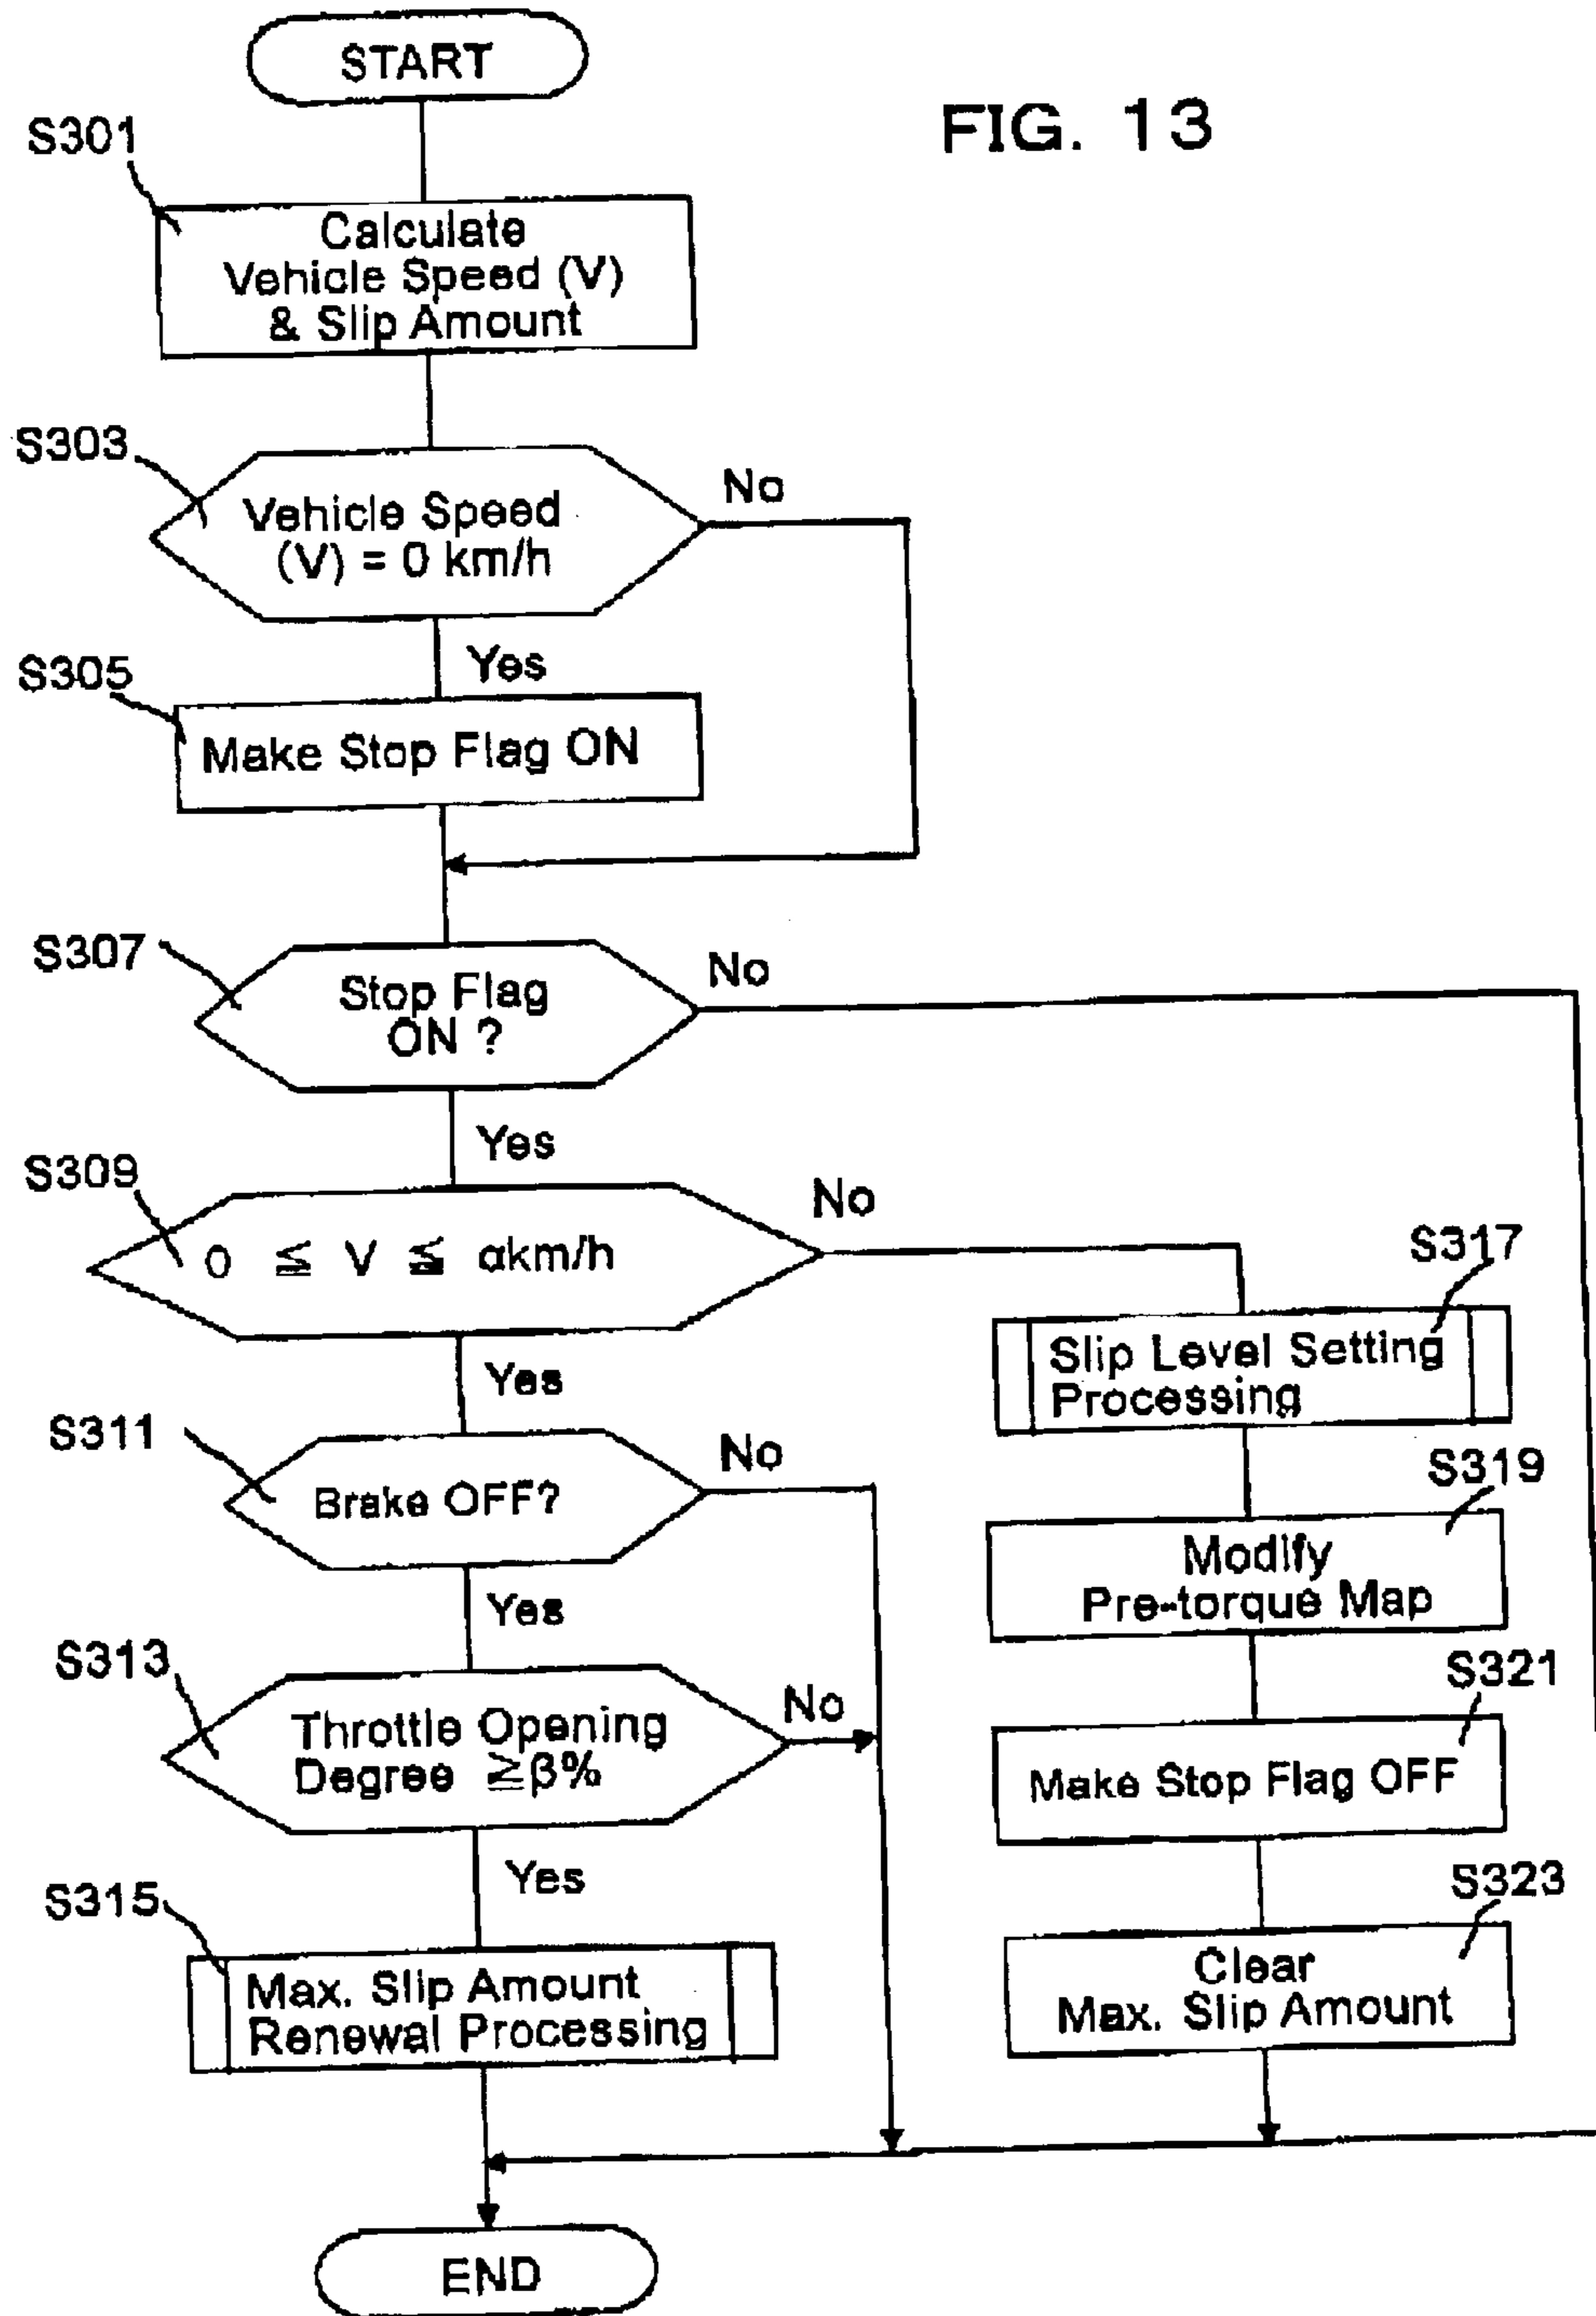 START
FIG. 13
S301
Calculate
Vehicle Speed (V)
& Slip Amount
S303
Vehicle Speed
(V) = 0 km/h
No
Yes
S305
Make Stop Flag ON
S307
Stop Flag
ON ?
No
Yes
S309
0 ≦ V ≦ αkm/h
No
Yes
S317
Slip Level Setting
Processing
S311
Brake OFF?
No
Yes
S319
Modify
Pre-torque Map
S313
Throttle Opening
Degree ≧β%
No
Yes
S321
Make Stop Flag OFF
S315
Max. Slip Amount
Renewal Processing
S323
Clear
Max. Slip Amount
END